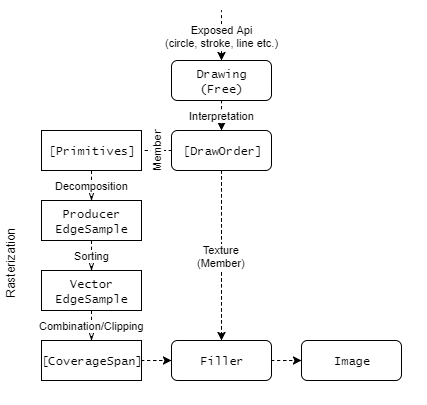 Exposed Api
(circle, stroke, line etc.)
Drawing
(Free)
Interpretation
[Primitives]
Member
[DrawOrder]
Decomposition
Producer
EdgeSample
Rasterization
Sorting
Texture
(Member)
Vector
EdgeSample
Combination/Clipping
[CoverageSpan]
Filler
Image